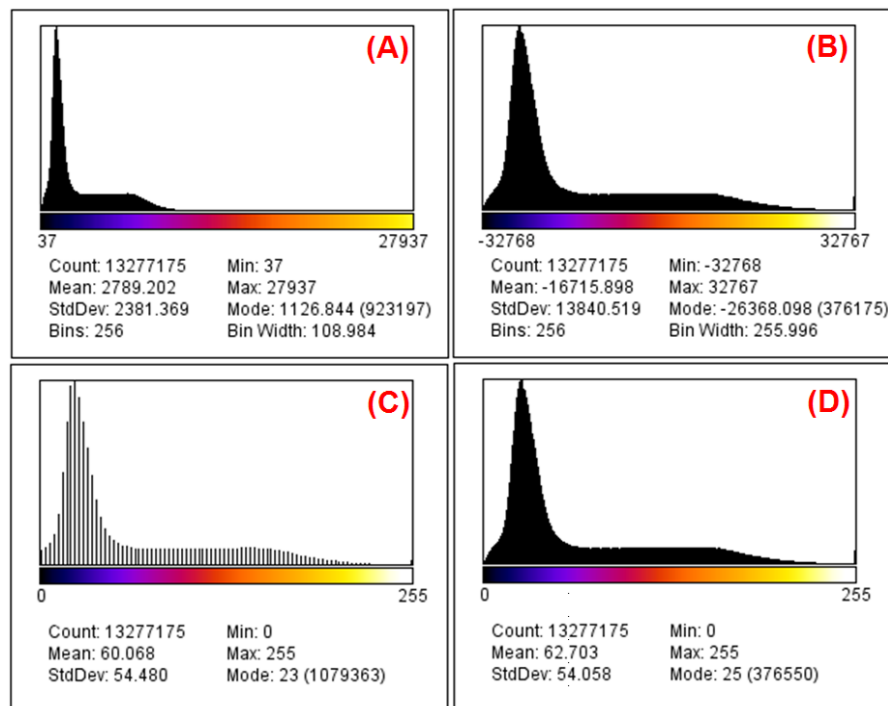 (A)
37 27937
Count: 13277175 Min: 37
Mean: 2789.202 Max: 27937
StdDev: 2381.369 Mode: 1126.844 (923197)
Bins: 256 Bin Width: 108.984
(B)
-32768 32767
Count: 13277175 Min: -32768
Mean: -16715.898 Max: 32767
StdDev: 13840.519 Mode: -26368.098 (376175)
Bins: 256 Bin Width: 255.996
(C)
0 255
Count: 13277175 Min: 0
Mean: 60.068 Max: 255
StdDev: 54.480 Mode: 23 (1079363)
(D)
0 255
Count: 13277175 Min: 0
Mean: 62.703 Max: 255
StdDev: 54.058 Mode: 25 (376550)